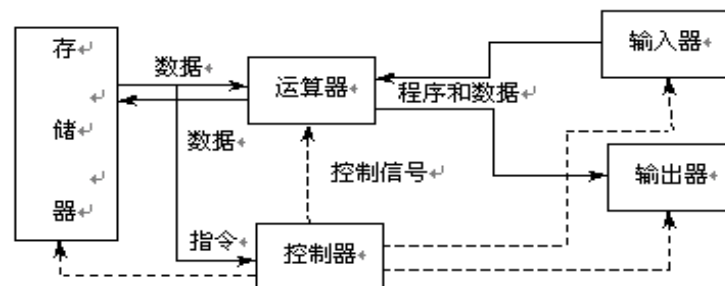 存
储
器
数据
数据
指令
运算器
控制信号
控制器
程序和数据
输入器
输出器